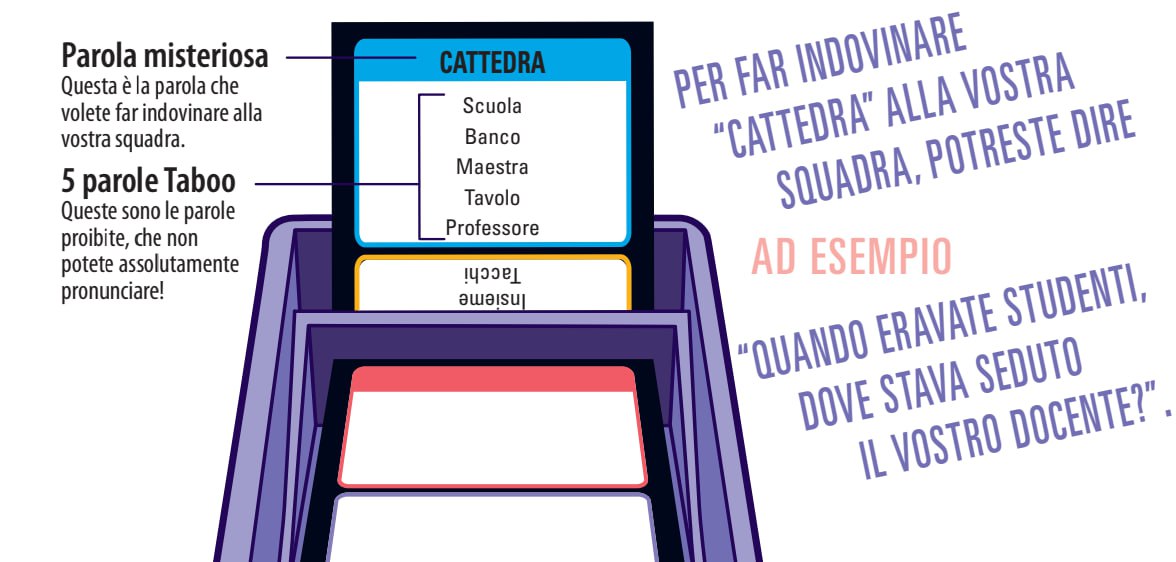 Parola misteriosa
Questa è la parola che
volete far indovinare alla
vostra squadra.
5 parole Taboo
Queste sono le parole
proibite, che non
potete assolutamente
pronunciare!
CATTEDRA
Scuola
Banco
Maestra
Tavolo
Professore
Tacchi
Insieme
PER FAR INDOVINARE
“CATTEDRA” ALLA VOSTRA
SQUADRA, POTRESTE DIRE
AD ESEMPIO
“QUANDO ERAVATE STUDENTI,
DOVE STAVA SEDUTO
IL VOSTRO DOCENTE?”.